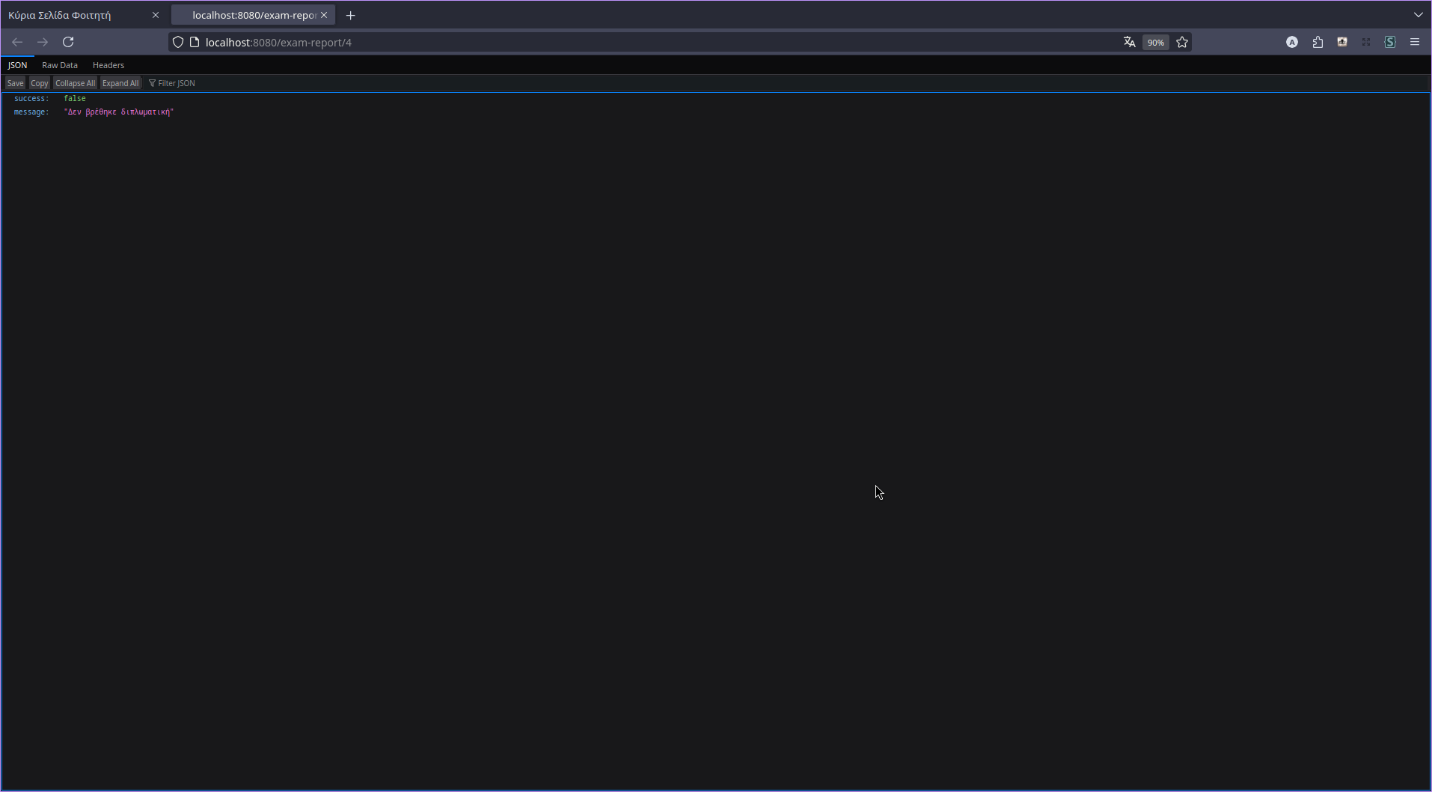 Κύρια Σελίδα Φοιτητή
localhost:8080/exam-repor
localhost:8080/exam-report/4
90%
A
S
JSON
Raw Data
Headers
Save
Copy
Collapse All
Expand All
Filter JSON
success: false
message: "Δεν βρέθηκε διπλωματική"